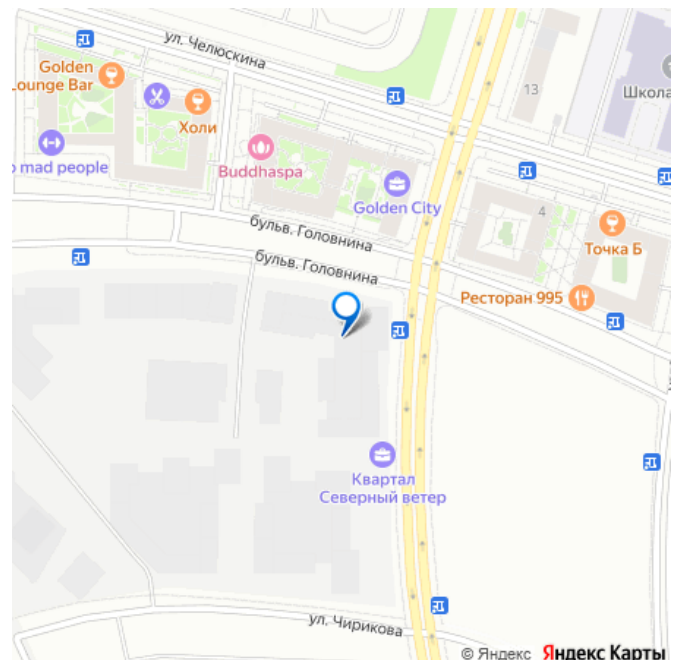 ул. Челюскина
Golden
Lounge Bar
13
Школа
Холи
o mad people
Buddhaspa
Golden City
4
бульв. Головнина
Точка Б
бульв. Головнина
Ресторан 995
Квартал
Северный ветер
ул. Чирикова
© Яндекс Яндекс Карты